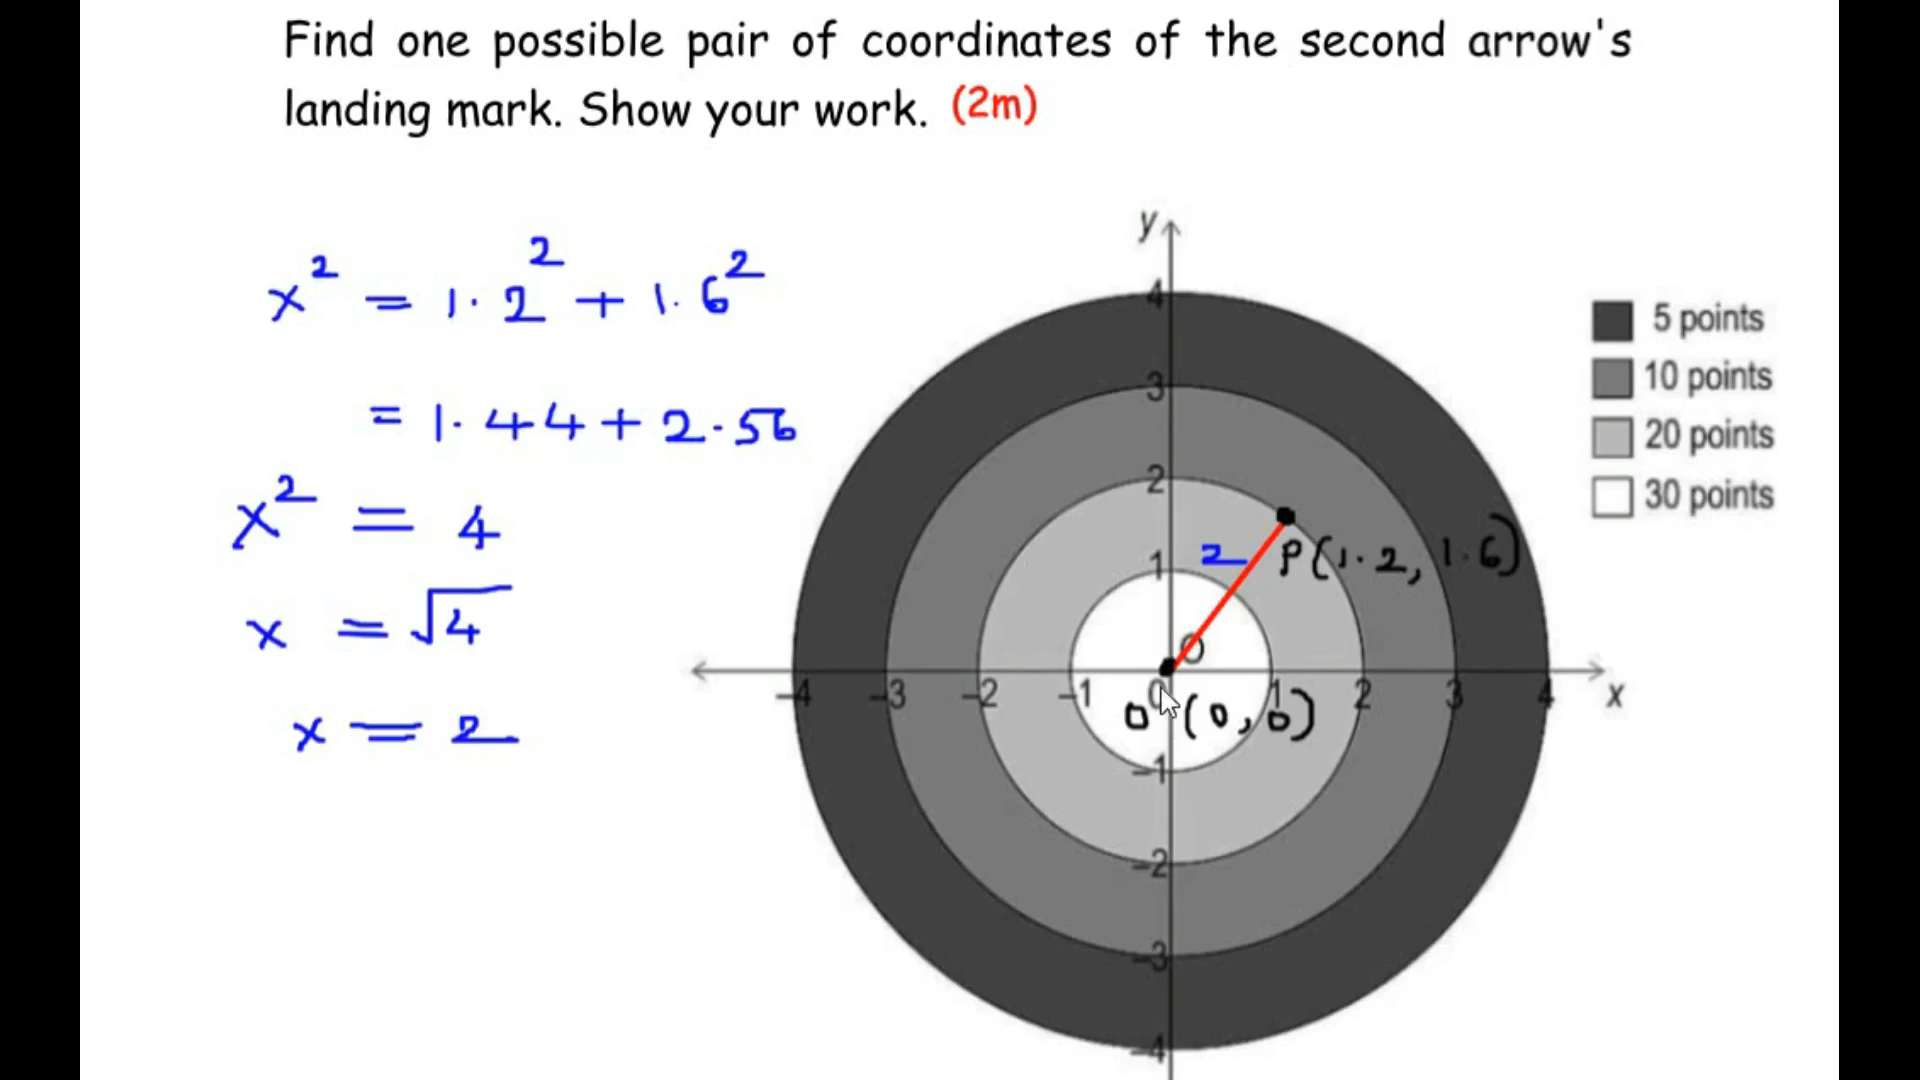 Find one possible pair of coordinates of the second arrow's
landing mark. Show your work. (2m)
x² = 1.2² + 1.6²
= 1.44 + 2.56
x² = 4
x = √4
x = 2
y
4
3
2
1
-4 -3 -2 -1 0 1 2 3 4 x
-1
-2
-3
-4
2
P(1.2, 1.6)
O
O (0, 0)
5 points
10 points
20 points
30 points